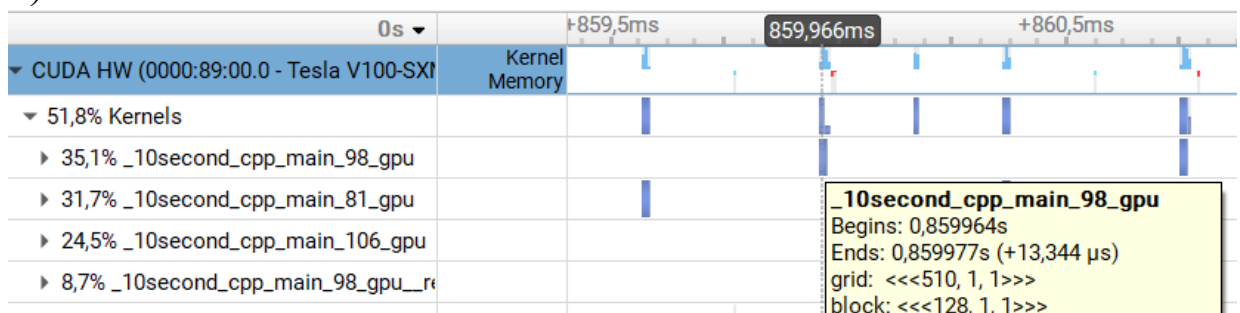 0s
+859,5ms
859,966ms
+860,5ms
CUDA HW (0000:89:00.0 - Tesla V100-SXM
Kernel
Memory
51,8% Kernels
35,1% _10second_cpp_main_98_gpu
31,7% _10second_cpp_main_81_gpu
_10second_cpp_main_98_gpu
Begins: 0,859964s
24,5% _10second_cpp_main_106_gpu
Ends: 0,859977s (+13,344 µs)
8,7% _10second_cpp_main_98_gpu__re
grid: <<<510, 1, 1>>>
block: <<<128, 1, 1>>>